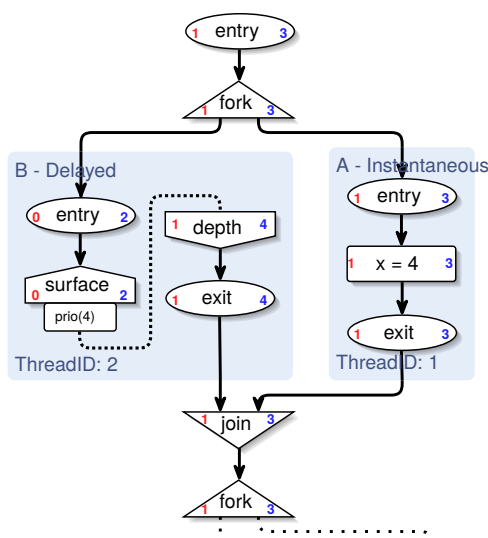 1 entry 3
1 fork 3
B - Delayed
A - Instantaneous
0 entry 2
1 depth 4
1 entry 3
0 surface 2
prio(4)
1 x = 4 3
1 exit 4
1 exit 3
ThreadID: 2
ThreadID: 1
1 join 3
1 fork 3